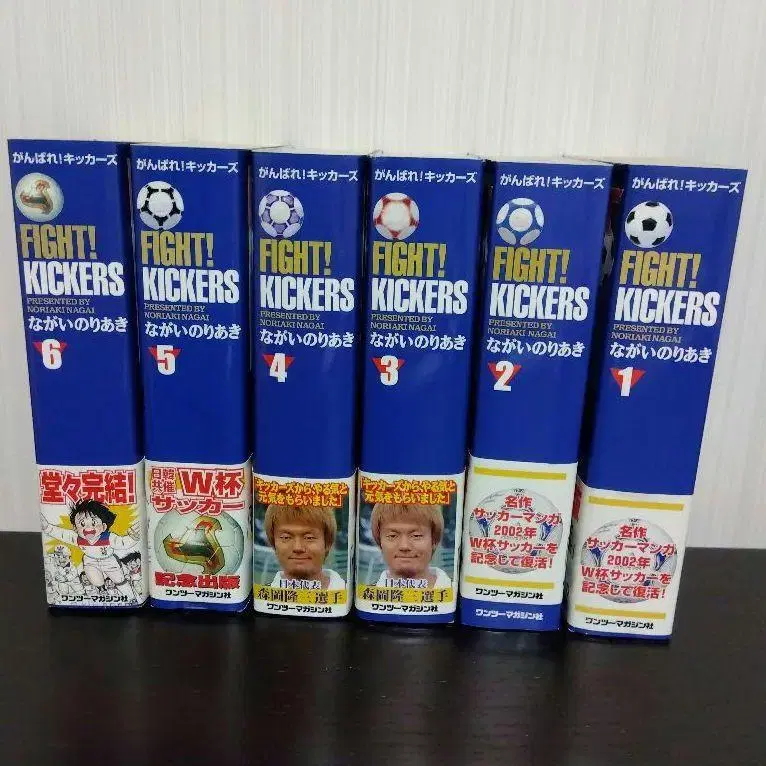 がんばれ!キッカーズ
FIGHT!
KICKERS
PRESENTED BY
NORIAKI NAGAI
ながいのりあき
6
堂々完結!
がんばれ!キッカーズ
FIGHT!
KICKERS
PRESENTED BY
NORIAKI NAGAI
ながいのりあき
5
日韓共催 W杯
サッカー
記念出版
ワンツーマガジン社
がんばれ!キッカーズ
FIGHT!
KICKERS
PRESENTED BY
NORIAKI NAGAI
ながいのりあき
4
「キッカーズから、やる気と
元気をもらいました」
日本代表
森岡隆三選手
ワンツーマガジン社
がんばれ!キッカーズ
FIGHT!
KICKERS
PRESENTED BY
NORIAKI NAGAI
ながいのりあき
3
「キッカーズから、やる気と
元気をもらいました」
日本代表
森岡隆三選手
ワンツーマガジン社
がんばれ!キッカーズ
FIGHT!
KICKERS
PRESENTED BY
NORIAKI NAGAI
ながいのりあき
2
名作
サッカーマンガ
2002年
W杯サッカーを
記念して復活!
ワンツーマガジン社
がんばれ!キッカーズ
FIGHT!
KICKERS
PRESENTED BY
NORIAKI NAGAI
ながいのりあき
1
名作
サッカーマンガ
2002年
W杯サッカーを
記念して復活!
ワンツーマガジン社